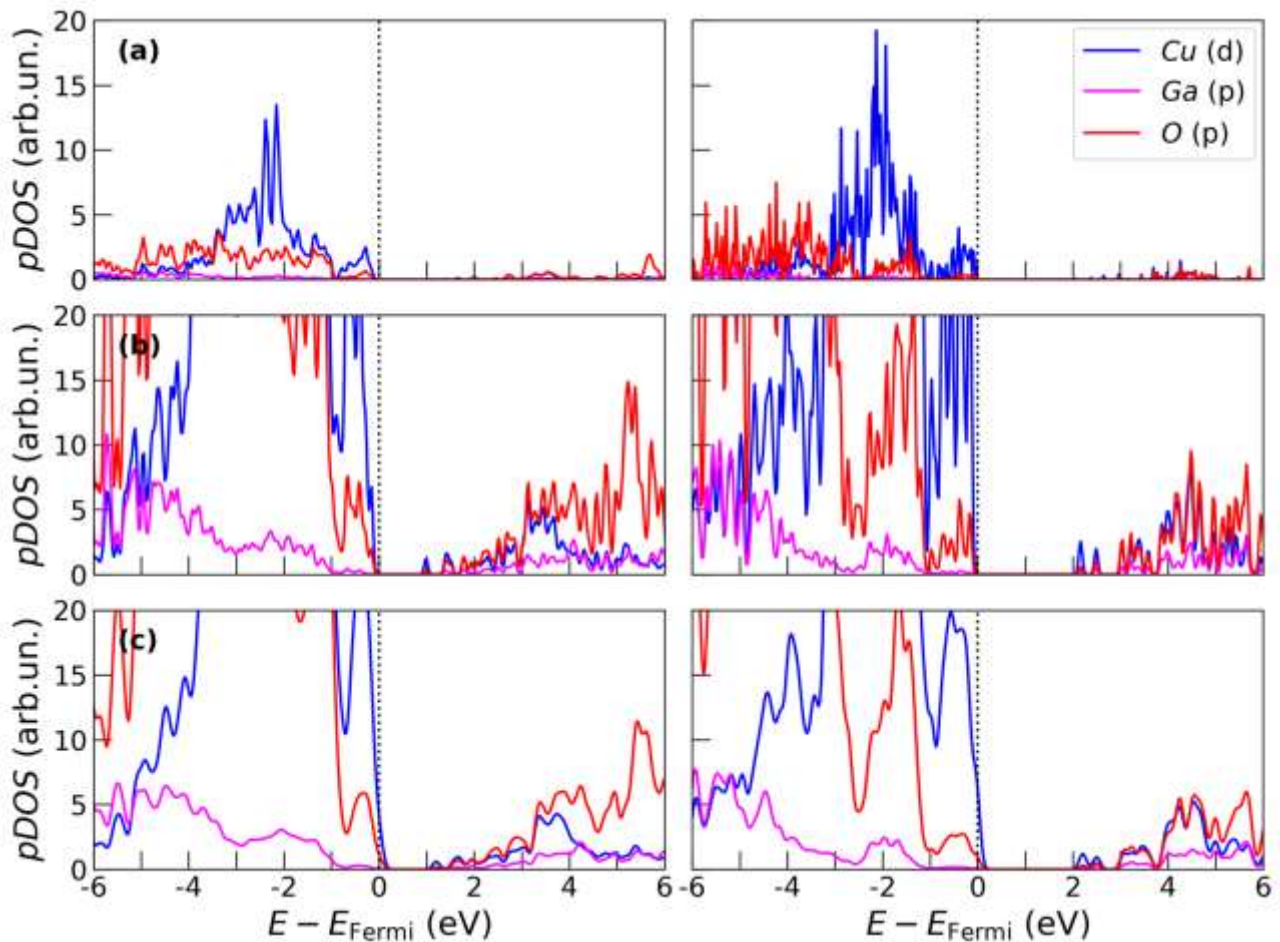 20
15
10
5
0
pDOS (arb.un.)
(a)
Cu (d)
Ga (p)
O (p)
20
15
10
5
0
pDOS (arb.un.)
(b)
20
15
10
5
0
pDOS (arb.un.)
(c)
-6 -4 -2 0 2 4 6 -6 -4 -2 0 2 4 6
E − EFermi (eV) E − EFermi (eV)